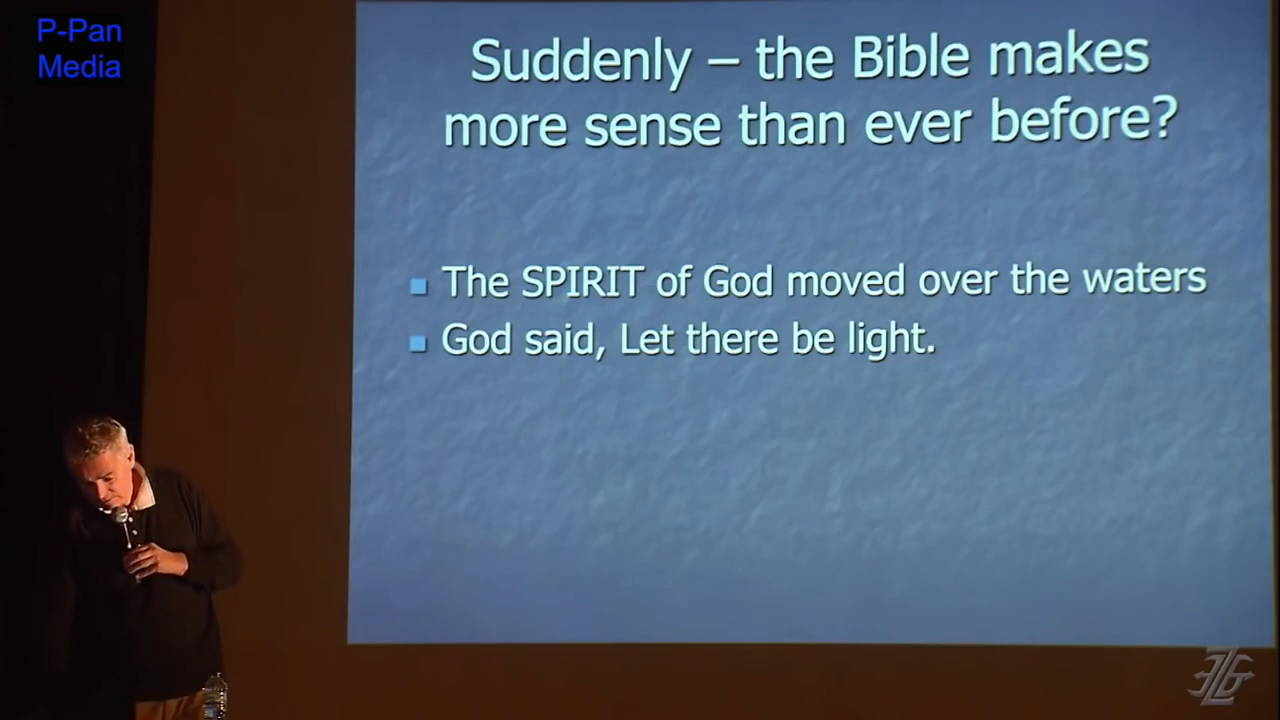 P-Pan
Media
Suddenly – the Bible makes
more sense than ever before?
The SPIRIT of God moved over the waters
God said, Let there be light.